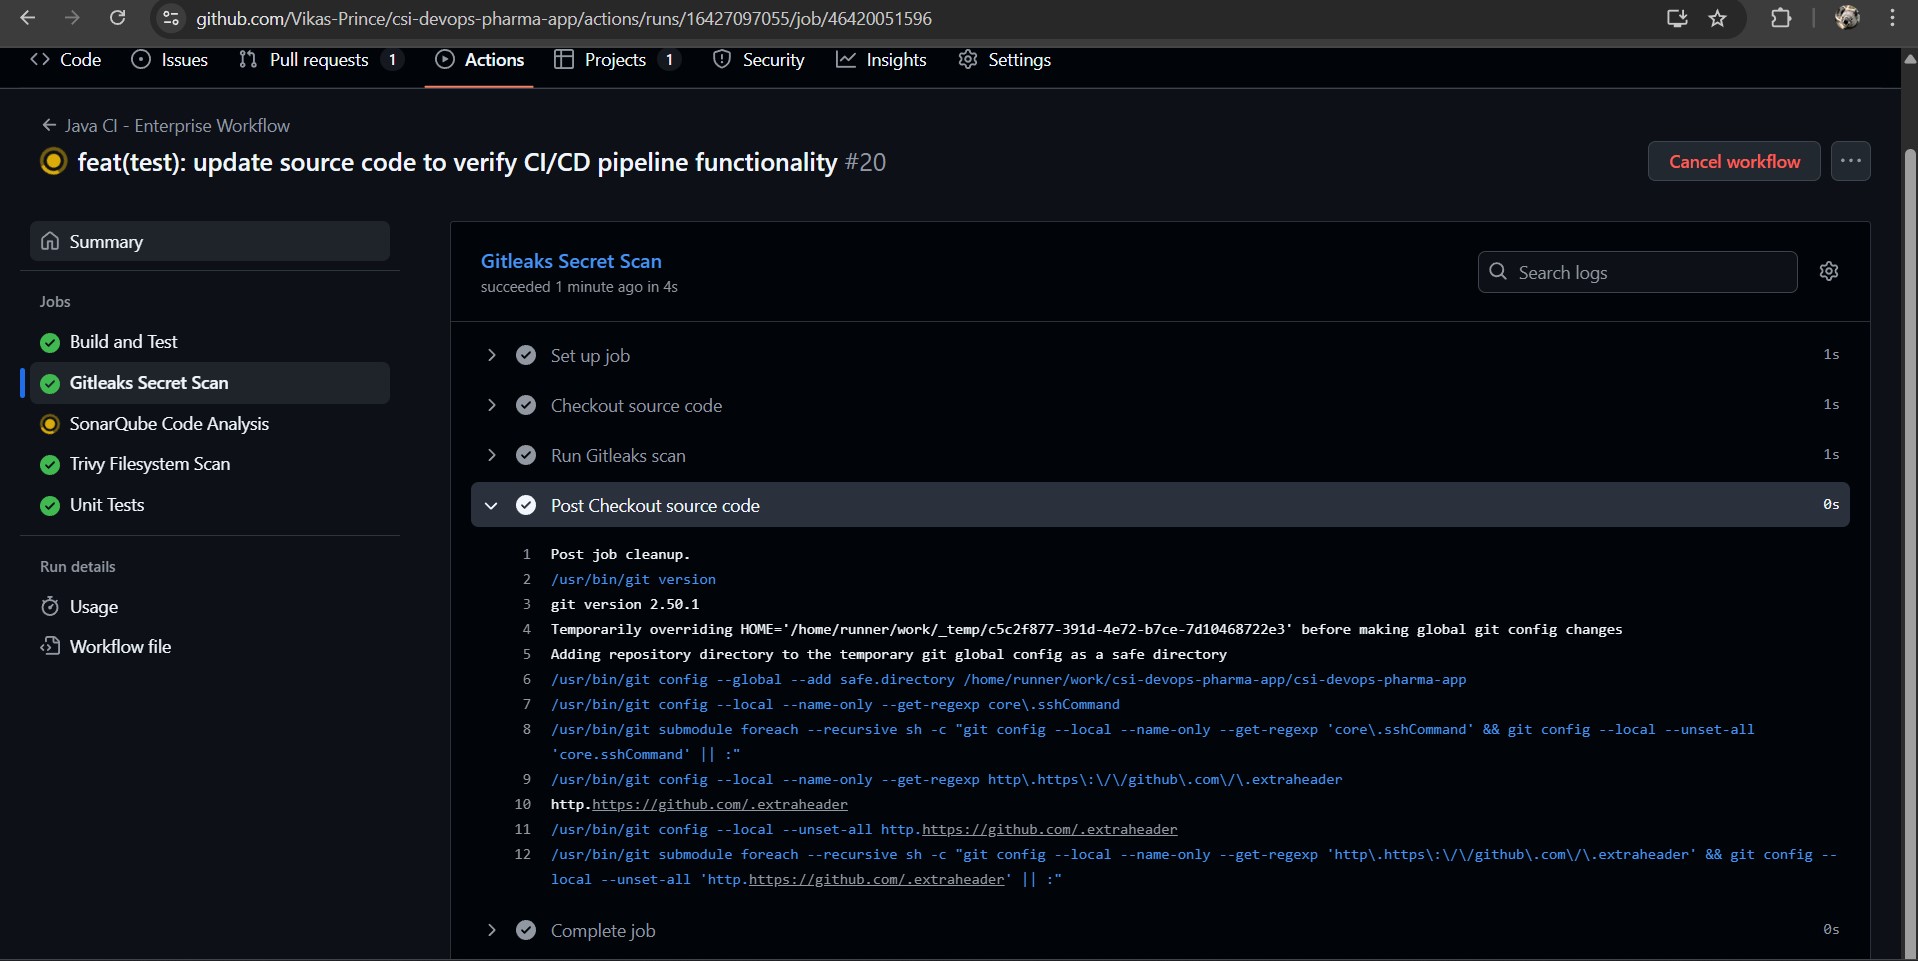 github.com/Vikas-Prince/csi-devops-pharma-app/actions/runs/16427097055/job/46420051596
Code Issues Pull requests 1 Actions Projects 1 Security Insights Settings
Java CI - Enterprise Workflow
feat(test): update source code to verify CI/CD pipeline functionality #20
Cancel workflow
Summary
Jobs
Build and Test
Gitleaks Secret Scan
SonarQube Code Analysis
Trivy Filesystem Scan
Unit Tests
Run details
Usage
Workflow file
Gitleaks Secret Scan
succeeded 1 minute ago in 4s
Search logs
Set up job 1s
Checkout source code 1s
Run Gitleaks scan 1s
Post Checkout source code 0s
1 Post job cleanup.
2 /usr/bin/git version
3 git version 2.50.1
4 Temporarily overriding HOME='/home/runner/work/_temp/c5c2f877-391d-4e72-b7ce-7d10468722e3' before making global git config changes
5 Adding repository directory to the temporary git global config as a safe directory
6 /usr/bin/git config --global --add safe.directory /home/runner/work/csi-devops-pharma-app/csi-devops-pharma-app
7 /usr/bin/git config --local --name-only --get-regexp core\.sshCommand
8 /usr/bin/git submodule foreach --recursive sh -c "git config --local --name-only --get-regexp 'core\.sshCommand' && git config --local --unset-all
'core.sshCommand' || :"
9 /usr/bin/git config --local --name-only --get-regexp http\.https\:\/\/github\.com\/\.extraheader
10 http.https://github.com/.extraheader
11 /usr/bin/git config --local --unset-all http.https://github.com/.extraheader
12 /usr/bin/git submodule foreach --recursive sh -c "git config --local --name-only --get-regexp 'http\.https\:\/\/github\.com\/\.extraheader' && git config --
local --unset-all 'http.https://github.com/.extraheader' || :"
Complete job 0s